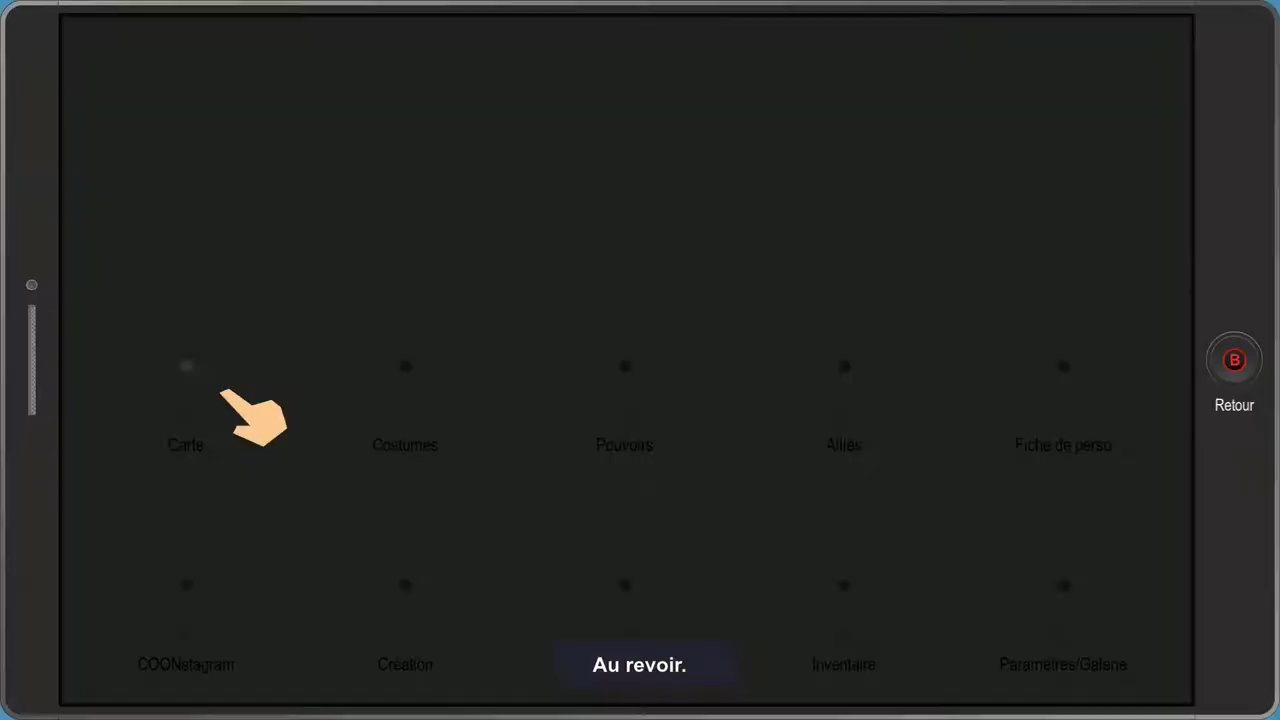 B
Retour
Carte
Costumes
Pouvoirs
Alliés
Fiche de perso
COONstagram
Création
Au revoir.
Inventaire
Paramètres/Galerie